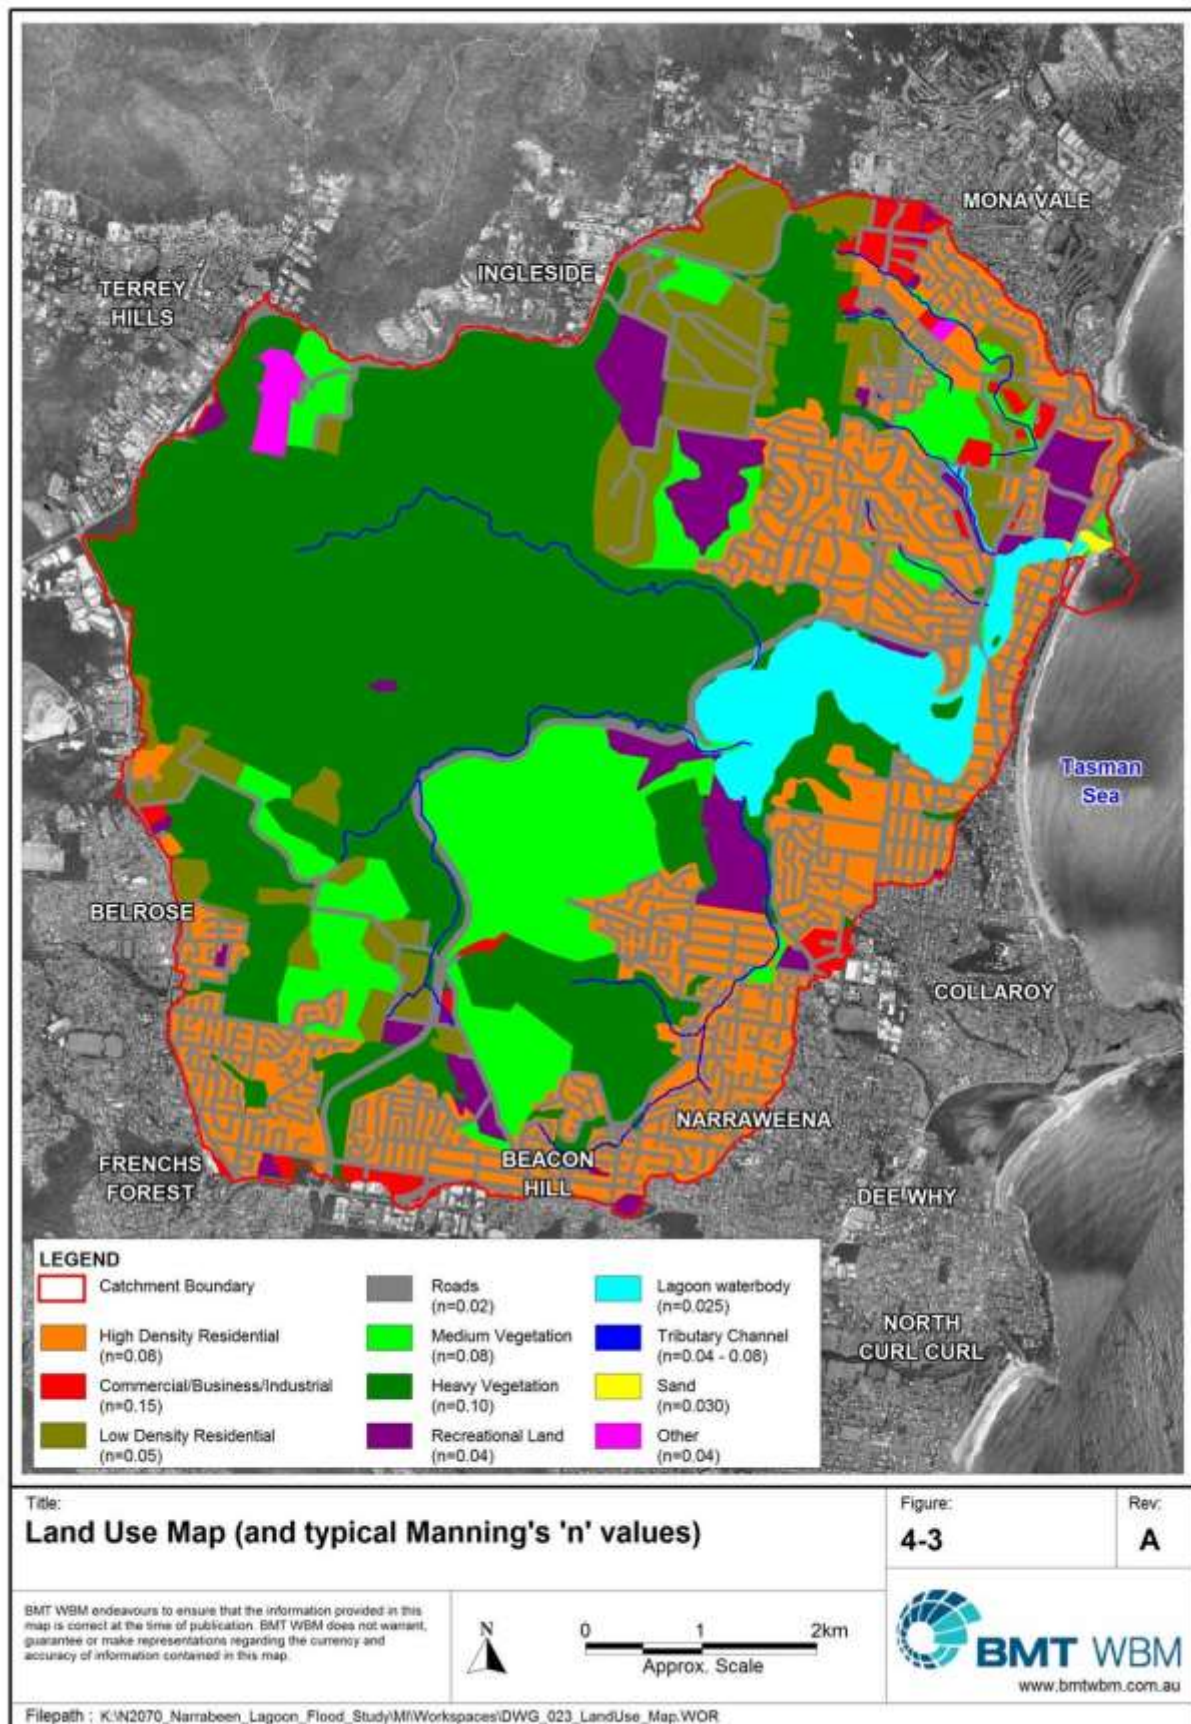 MONA VALE
INGLESIDE
TERREY
HILLS
Tasman
Sea
BELROSE
COLLAROY
NARRAWEENA
FRENCHS
FOREST
BEACON
HILL
DEE WHY
NORTH
CURL CURL
LEGEND
Catchment Boundary
High Density Residential
(n=0.08)
Commercial/Business/Industrial
(n=0.15)
Low Density Residential
(n=0.05)
Roads
(n=0.02)
Medium Vegetation
(n=0.08)
Heavy Vegetation
(n=0.10)
Recreational Land
(n=0.04)
Lagoon waterbody
(n=0.025)
Tributary Channel
(n=0.04 - 0.08)
Sand
(n=0.030)
Other
(n=0.04)
Title:
Land Use Map (and typical Manning's 'n' values)
Figure:
4-3
Rev:
A
BMT WBM endeavours to ensure that the information provided in this
map is correct at the time of publication. BMT WBM does not warrant,
guarantee or make representations regarding the currency and
accuracy of information contained in this map.
N
0 1 2km
Approx. Scale
BMT WBM
www.bmtwbm.com.au
Filepath : K:\N2070_Narrabeen_Lagoon_Flood_Study\MI\Workspaces\DWG_023_LandUse_Map.WOR